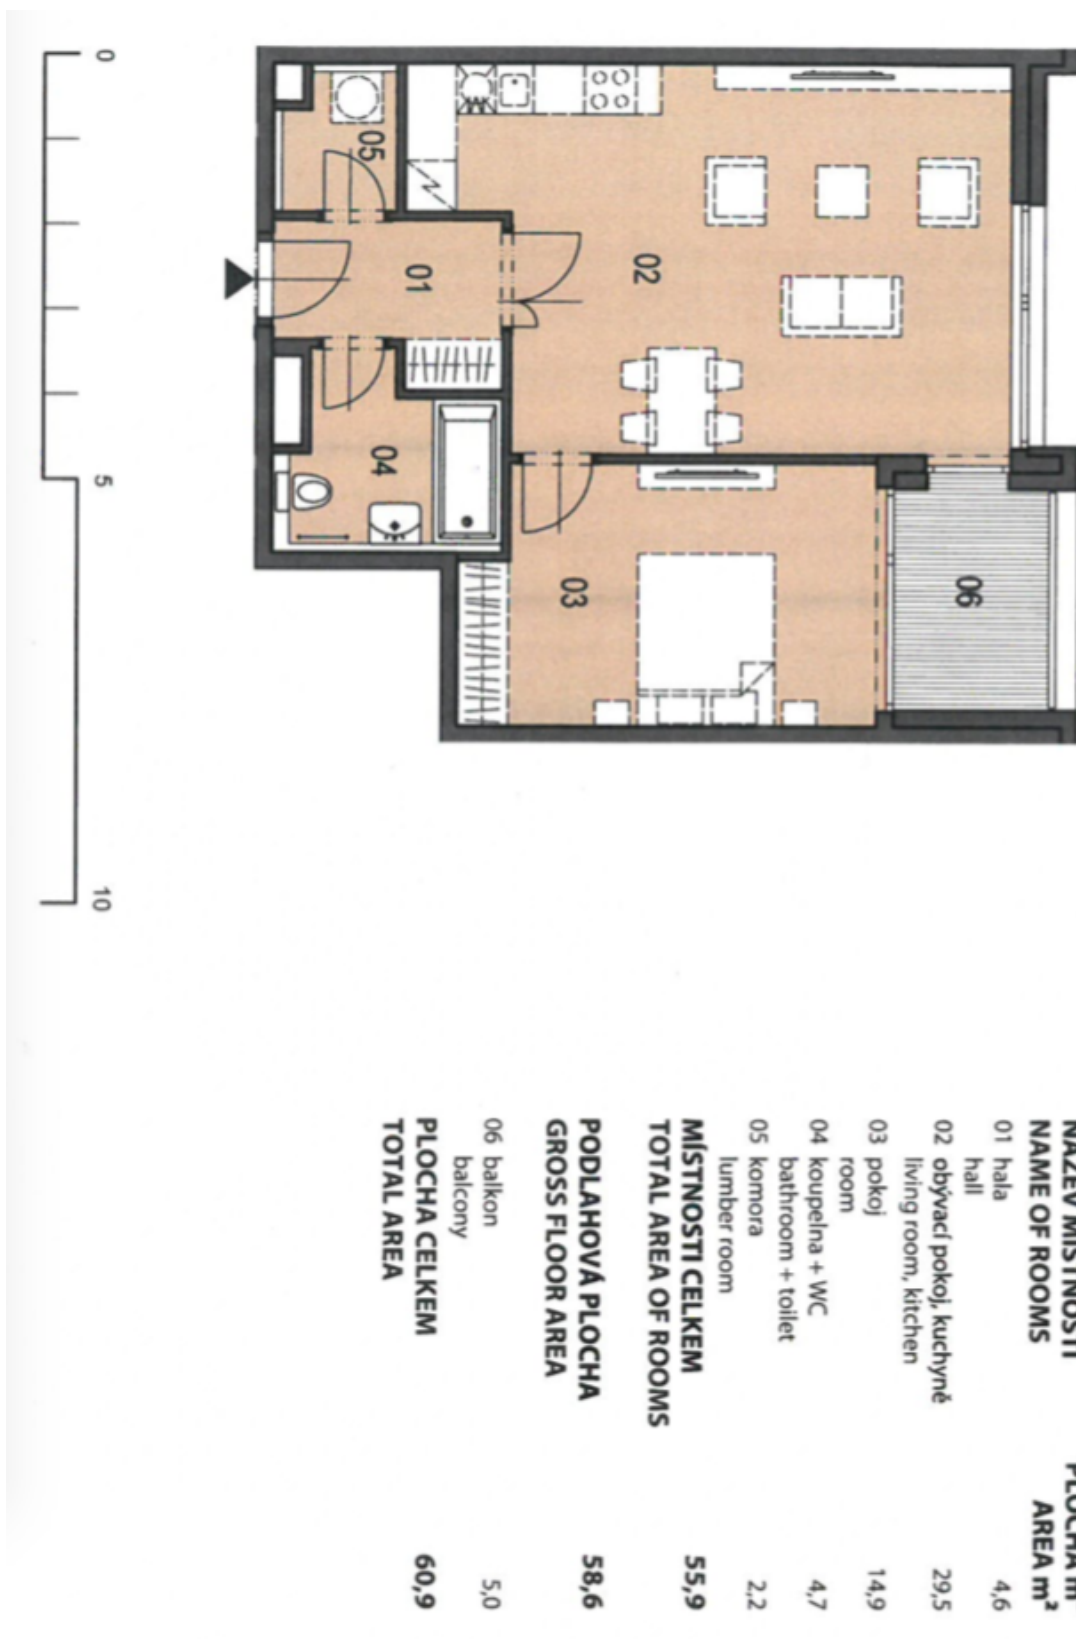 0
5
10
05
01
02
04
03
06
NÁZEV MÍSTNOSTI PLOCHA m²
NAME OF ROOMS AREA m²
01 hala 4,6
hall
02 obývací pokoj, kuchyně 29,5
living room, kitchen
03 pokoj 14,9
room
04 koupelna + WC 4,7
bathroom + toilet
05 komora 2,2
lumber room
MÍSTNOSTI CELKEM 55,9
TOTAL AREA OF ROOMS
PODLAHOVÁ PLOCHA 58,6
GROSS FLOOR AREA
06 balkon 5,0
balcony
PLOCHA CELKEM 60,9
TOTAL AREA